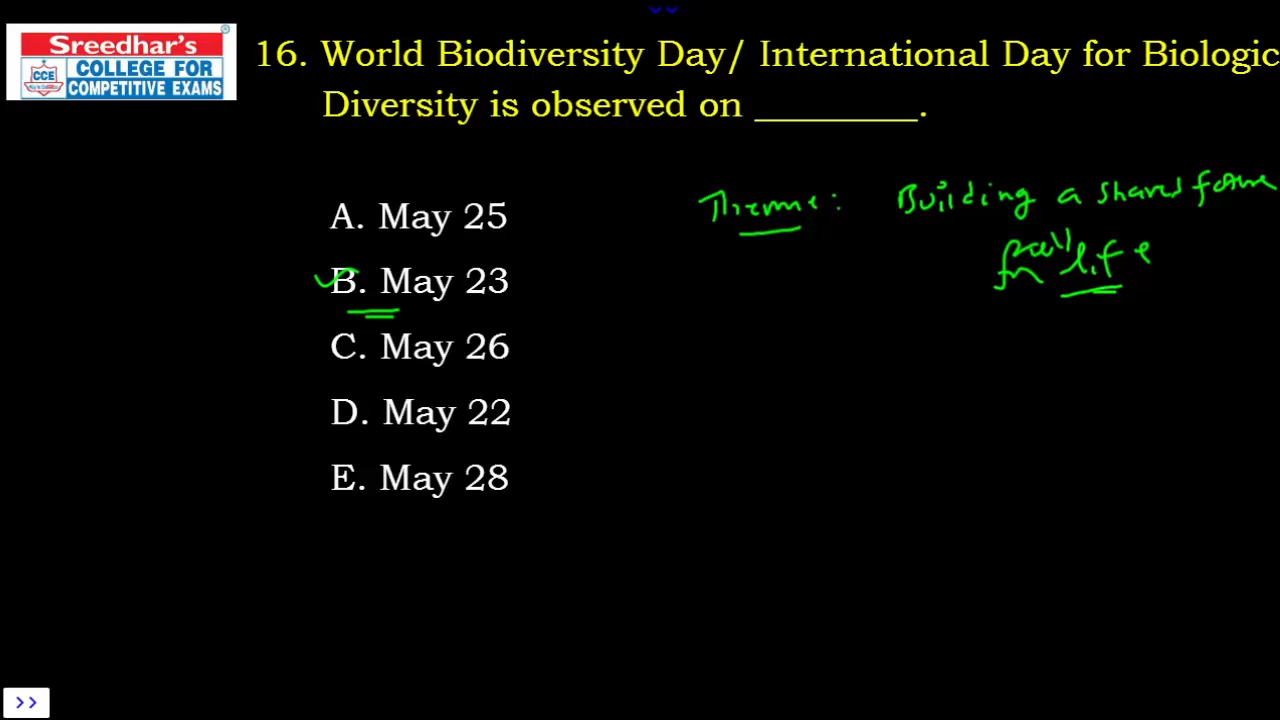 Sreedhar's
CCE
COLLEGE FOR
COMPETITIVE EXAMS
16. World Biodiversity Day/ International Day for Biologic
Diversity is observed on _________.
Theme: Building a shared future
for all life
A. May 25
B. May 23
C. May 26
D. May 22
E. May 28
>>